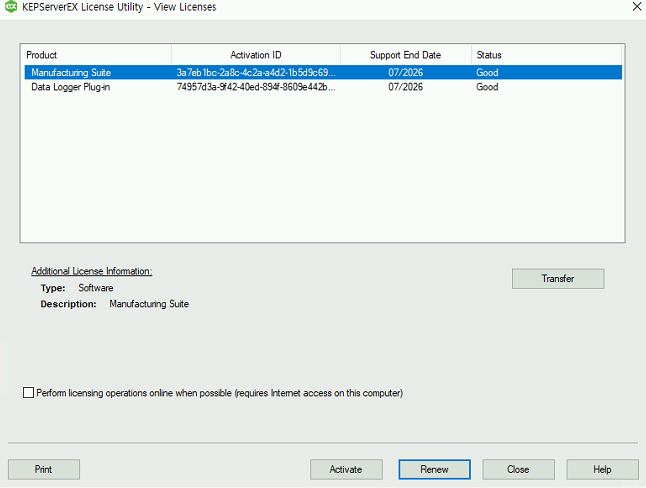 KEPServerEX License Utility - View Licenses
Product Activation ID Support End Date Status
Manufacturing Suite 3a7eb1bc-2a8c-4c2a-a4d2-1b5d9c69... 07/2026 Good
Data Logger Plug-in 74957d3a-9f42-40ed-894f-8609e442b... 07/2026 Good
Additional License Information:
Type: Software
Description: Manufacturing Suite
Transfer
Perform licensing operations online when possible (requires Internet access on this computer)
Print Activate Renew Close Help